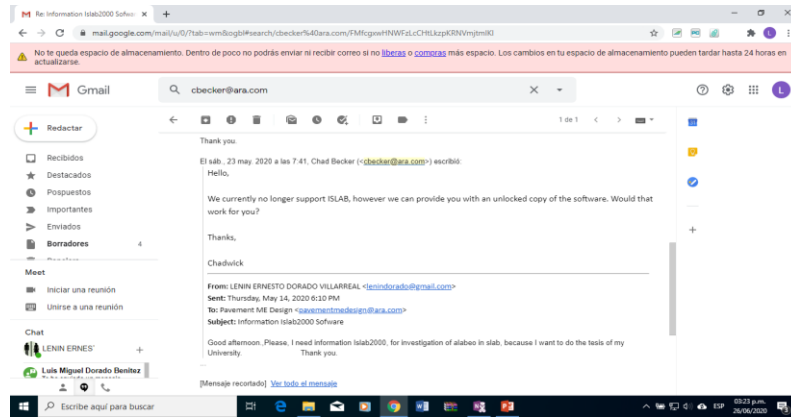 Re: Information Islab2000 Sofwar
mail.google.com/mail/u/0/?tab=wm&ogbl#search/cbecker%40ara.com/FMfcgxwHNWFzLcCHtLkzpKRNVmjtmlKl
No te queda espacio de almacenamiento. Dentro de poco no podrás enviar ni recibir correo si no liberas o compras más espacio. Los cambios en tu espacio de almacenamiento pueden tardar hasta 24 horas en
actualizarse.
Gmail
cbecker@ara.com
L
Redactar
1 de 1
Recibidos
Destacados
Pospuestos
Importantes
Enviados
Borradores 4
Meet
Iniciar una reunión
Unirse a una reunión
Chat
LENIN ERNES
Luis Miguel Dorado Benitez
Thank you.
El sáb., 23 may. 2020 a las 7:41, Chad Becker (<cbecker@ara.com>) escribió:
Hello,
We currently no longer support ISLAB, however we can provide you with an unlocked copy of the software. Would that
work for you?
Thanks,
Chadwick
From: LENIN ERNESTO DORADO VILLARREAL <lenindorado@gmail.com>
Sent: Thursday, May 14, 2020 6:10 PM
To: Pavement ME Design <pavementmedesign@ara.com>
Subject: Information Islab2000 Sofware
Good afternoon.,Please, I need information Islab2000, for investigation of alabeo in slab, because I want to do the tesis of my
University. Thank you.
[Mensaje recortado] Ver todo el mensaje
Escribe aquí para buscar
ESP
03:23 p.m.
26/06/2020